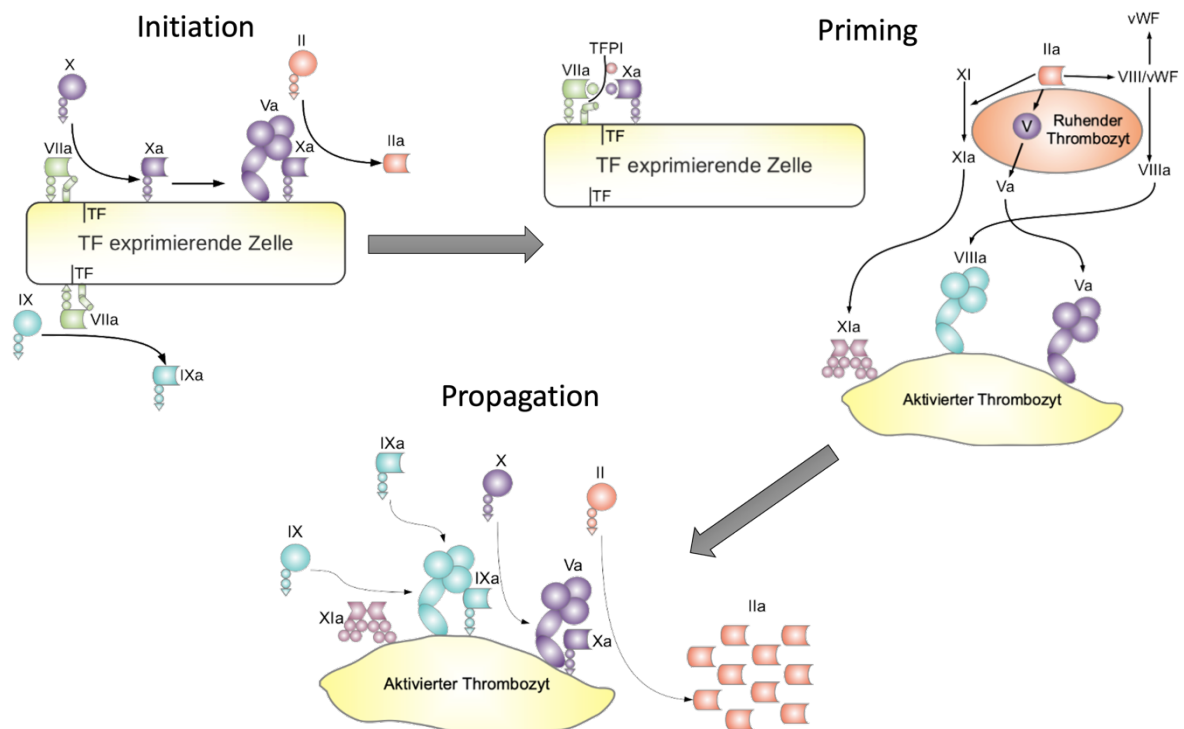 Initiation
X
II
VIIa
Xa
Va
Xa
IIa
TF
TF exprimierende Zelle
TF
IX
VIIa
IXa
TFPI
VIIa
Xa
TF
TF exprimierende Zelle
TF
Priming
vWF
IIa
XI
VIII/vWF
V
Ruhender
Thrombozyt
XIa
Va
VIIIa
VIIIa
Va
XIa
Aktivierter Thrombozyt
Propagation
IXa
X
II
IX
IXa
Va
XIa
Xa
IIa
Aktivierter Thrombozyt